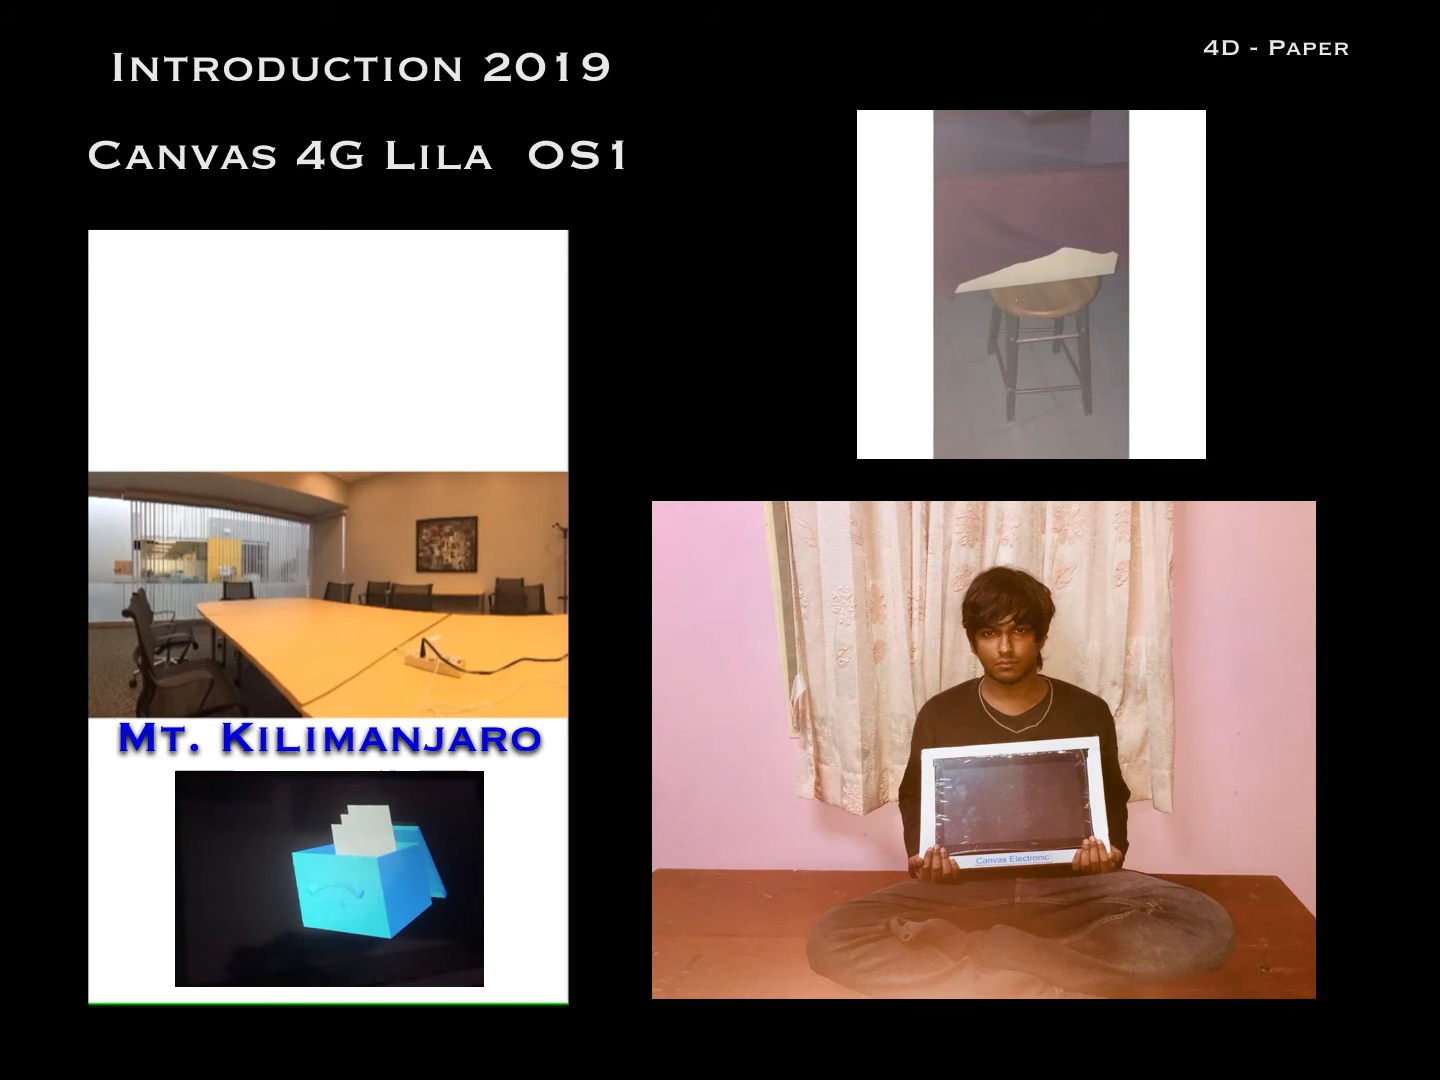 Introduction 2019
4D - Paper
Canvas 4G Lila OS1
Mt. Kilimanjaro
Canvas Electronic